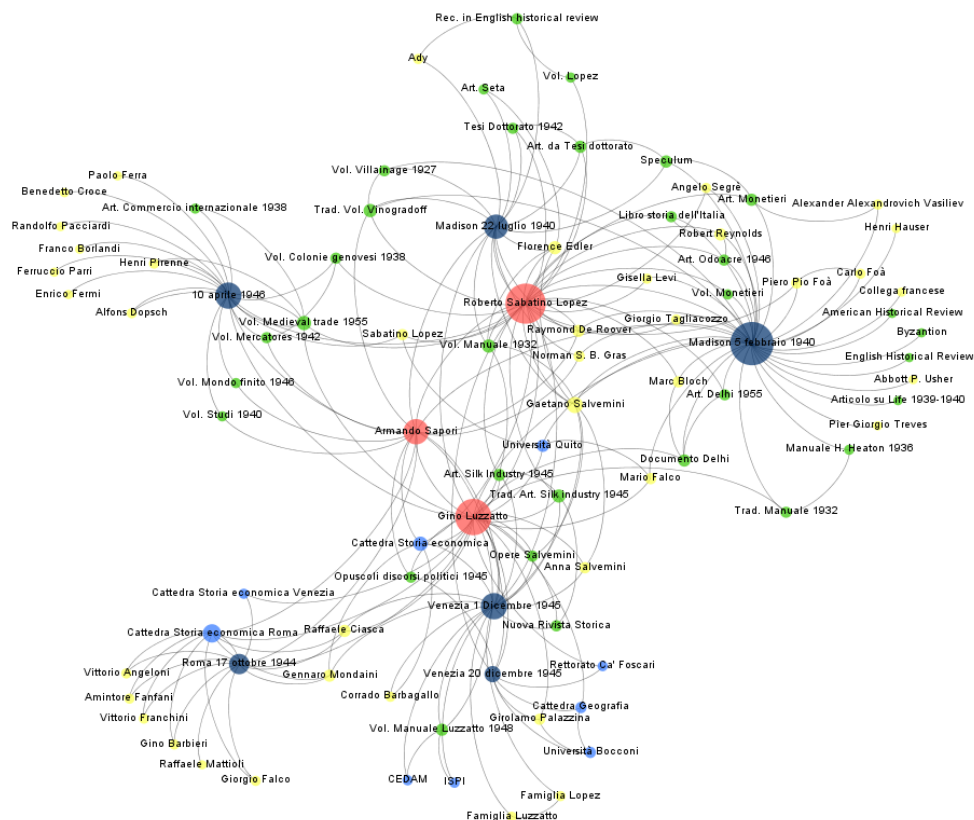 Rec. in English historical review
Ady
Vol. Lopez
Art. Seta
Tesi Dottorato 1942
Art. da Tesi dottorato
Speculum
Vol. Villainage 1927
Paolo Ferra
Angelo Segrè
Benedetto Croce
Art. Monetieri
Alexander Alexandrovich Vasiliev
Art. Commercio internazionale 1938
Trad. Vol. Vinogradoff
Libro storia dell'Italia
Randolfo Pacciardi
Madison 22 luglio 1940
Robert Reynolds
Henri Hauser
Franco Borlandi
Florence Edler
Vol. Colonie genovesi 1938
Art. Odoacre 1946
Henri Pirenne
Ferruccio Parri
Gisella Levi
Carlo Foà
Piero Pio Foà
Enrico Fermi
10 aprile 1946
Vol. Monetieri
Collega francese
Roberto Sabatino Lopez
Alfons Dopsch
American Historical Review
Giorgio Tagliacozzo
Vol. Medieval trade 1955
Raymond De Roover
Byzantion
Vol. Mercatores 1942
Sabatino Lopez
Vol. Manuale 1932
Madison 5 febbraio 1940
Norman S. B. Gras
English Historical Review
Vol. Mondo finito 1946
Marc Bloch
Abbott P. Usher
Art. Delhi 1955
Articolo su Life 1939-1940
Gaetano Salvemini
Vol. Studi 1940
Pier Giorgio Treves
Armando Sapori
Università Quito
Manuale H. Heaton 1936
Documento Delhi
Art. Silk Industry 1945
Mario Falco
Trad. Art. Silk industry 1945
Trad. Manuale 1932
Gino Luzzatto
Cattedra Storia economica
Opere Salvemini
Anna Salvemini
Opuscoli discorsi politici 1945
Cattedra Storia economica Venezia
Venezia 1 Dicembre 1945
Nuova Rivista Storica
Cattedra Storia economica Roma
Raffaele Ciasca
Roma 17 ottobre 1944
Rettorato Ca' Foscari
Vittorio Angeloni
Gennaro Mondaini
Venezia 20 dicembre 1945
Amintore Fanfani
Corrado Barbagallo
Cattedra Geografia
Vittorio Franchini
Girolamo Palazzina
Vol. Manuale Luzzatto 1948
Gino Barbieri
Università Bocconi
Raffaele Mattioli
Giorgio Falco
CEDAM
ISPI
Famiglia Lopez
Famiglia Luzzatto